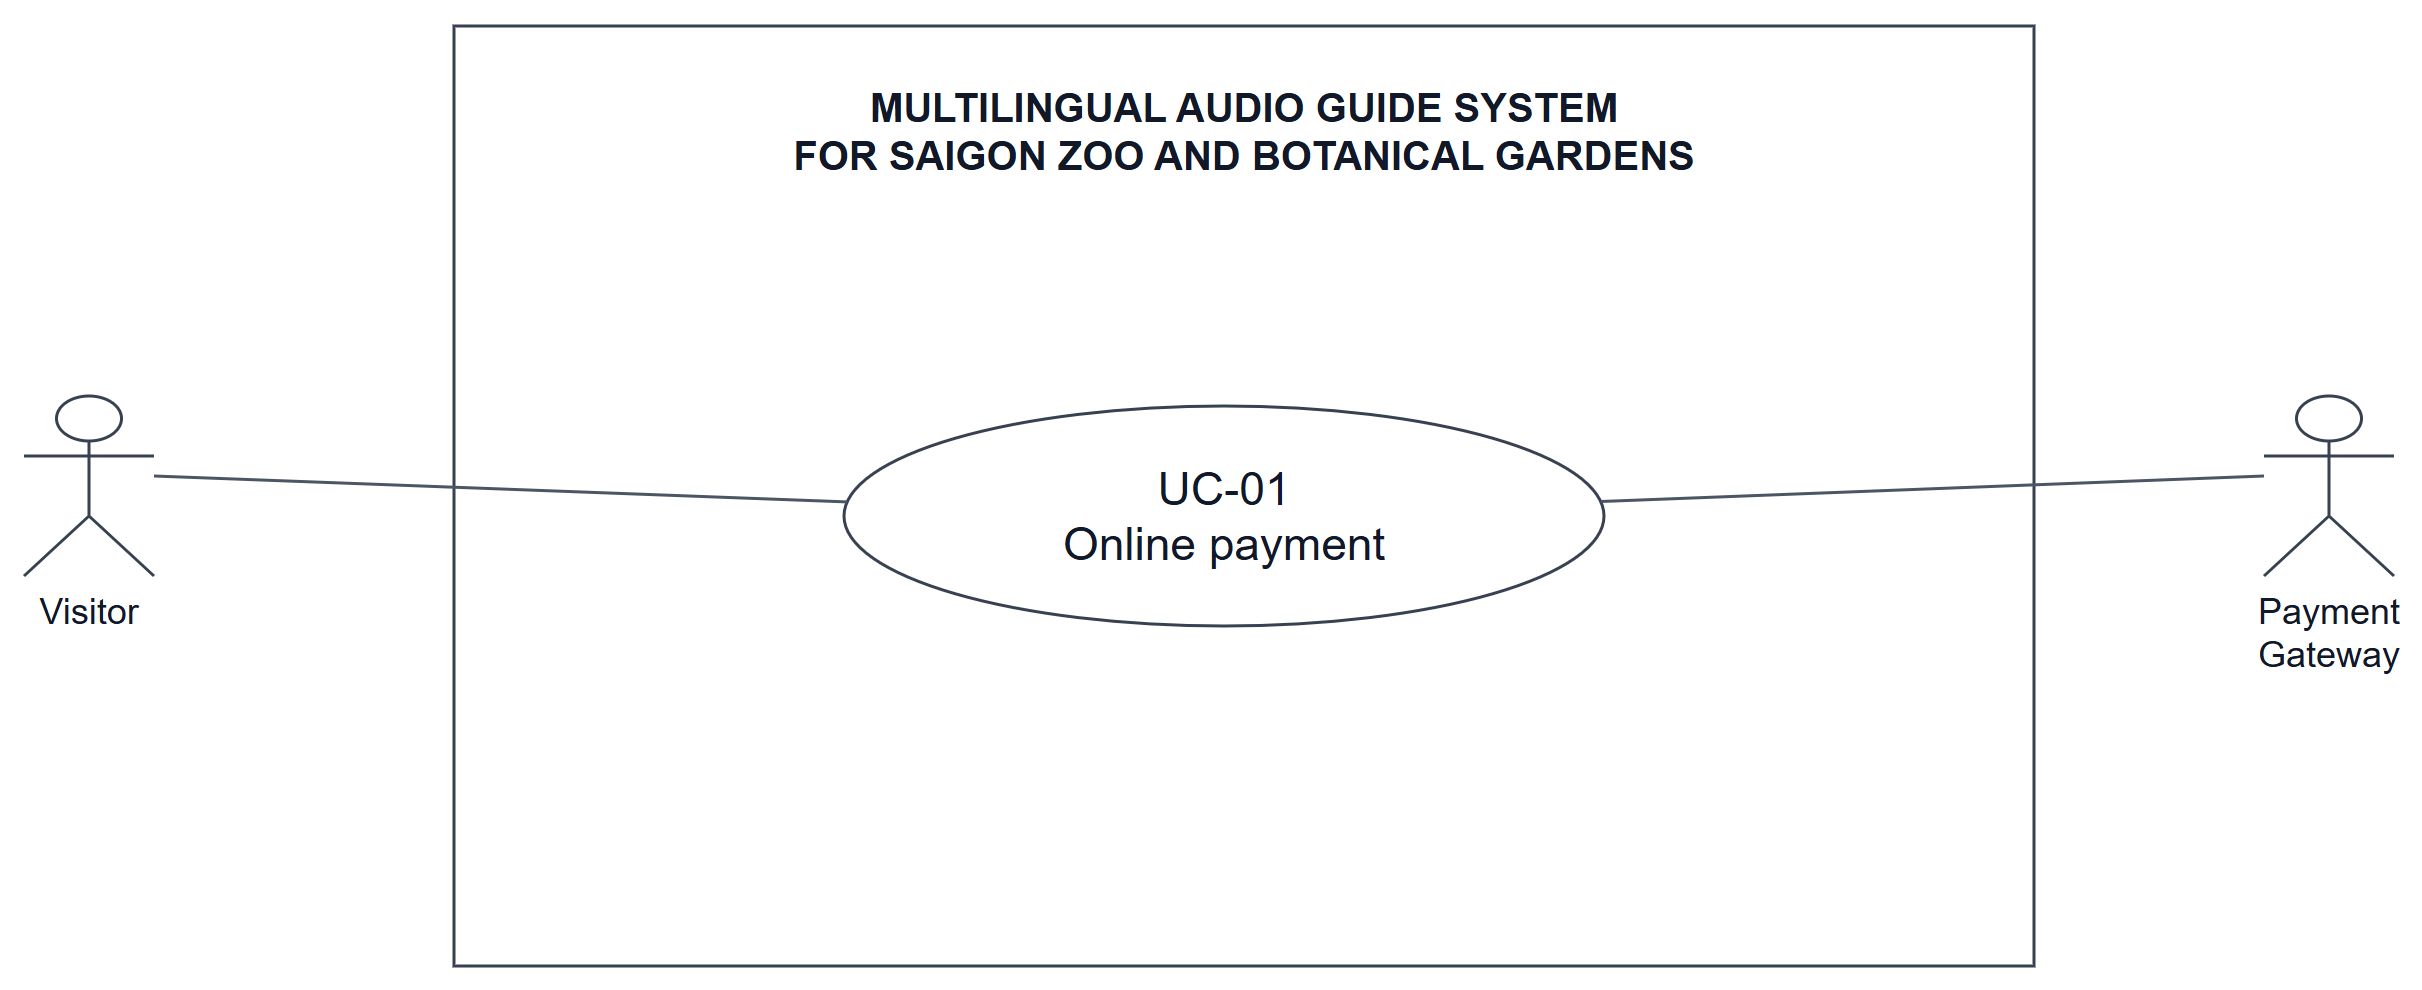 MULTILINGUAL AUDIO GUIDE SYSTEM
FOR SAIGON ZOO AND BOTANICAL GARDENS
UC-01
Online payment
Visitor
Payment
Gateway